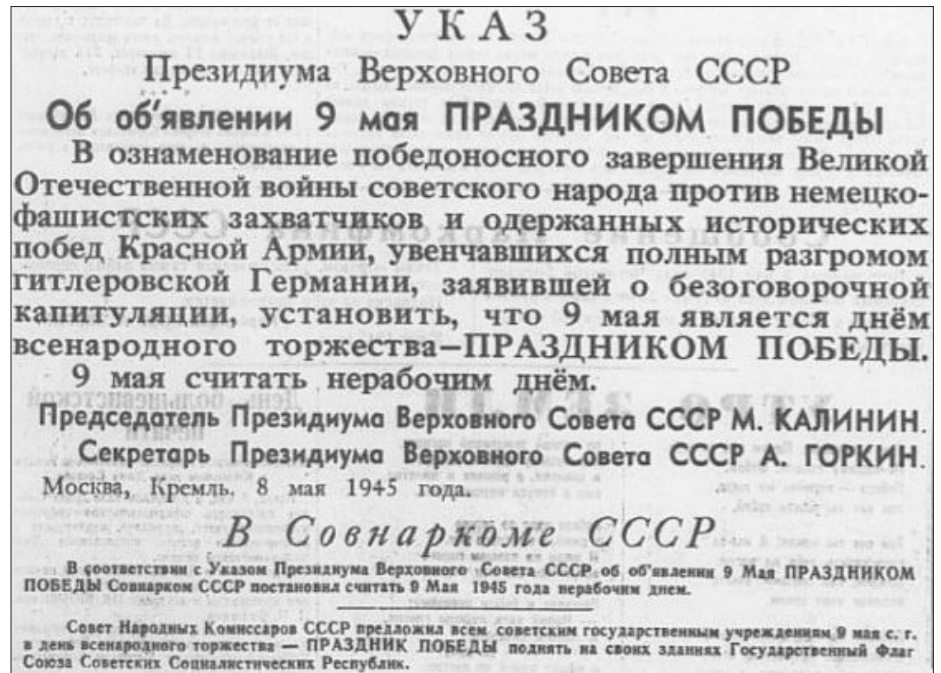 УКАЗ
Президиума Верховного Совета СССР
Об об'явлении 9 мая ПРАЗДНИКОМ ПОБЕДЫ
В ознаменование победоносного завершения Великой
Отечественной войны советского народа против немецко-
фашистских захватчиков и одержанных исторических
побед Красной Армии, увенчавшихся полным разгромом
гитлеровской Германии, заявившей о безоговорочной
капитуляции, установить, что 9 мая является днём
всенародного торжества—ПРАЗДНИКОМ ПОБЕДЫ.
9 мая считать нерабочим днём.
Председатель Президиума Верховного Совета СССР М. КАЛИНИН.
Секретарь Президиума Верховного Совета СССР А. ГОРКИН.
Москва, Кремль. 8 мая 1945 года.
В Совнаркоме СССР
В соответствии с Указом Президиума Верховного Совета СССР об об'явлении 9 Мая ПРАЗДНИКОМ
ПОБЕДЫ Совнарком СССР постановил считать 9 Мая 1945 года нерабочим днем.
Совет Народных Комиссаров СССР предложил всем советским государственным учреждениям 9 мая с. г.
в день всенародного торжества — ПРАЗДНИК ПОБЕДЫ поднять на своих зданиях Государственный Флаг
Союза Советских Социалистических Республик.